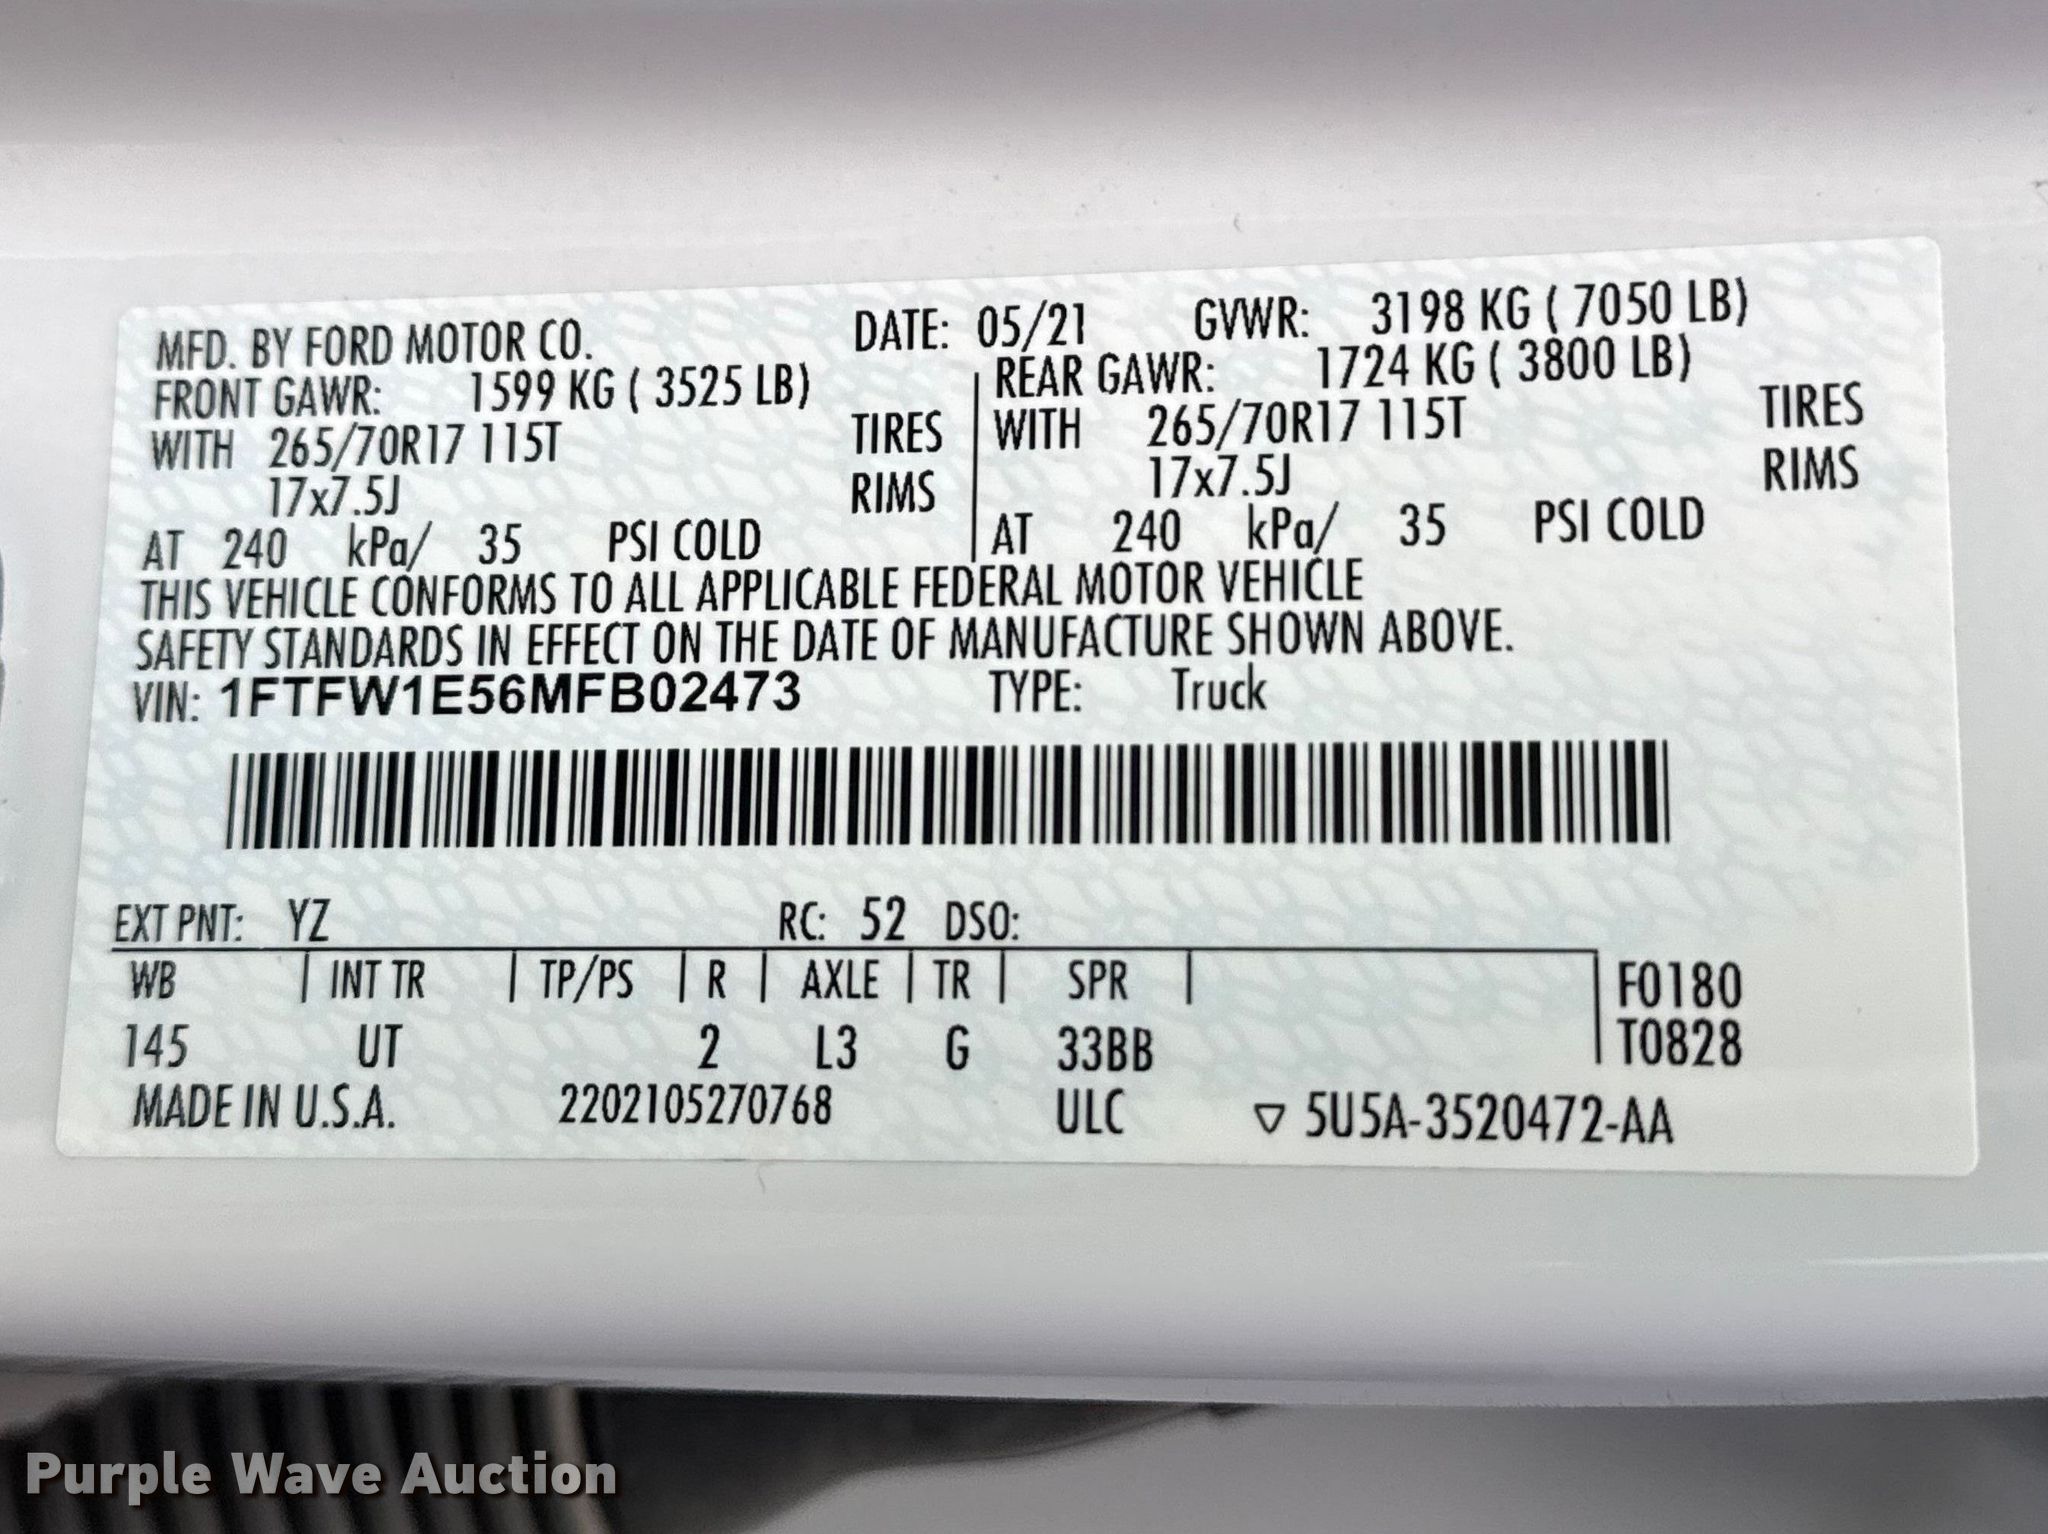 MFD. BY FORD MOTOR CO. DATE: 05/21 GVWR: 3198 KG ( 7050 LB)
FRONT GAWR: 1599 KG ( 3525 LB) REAR GAWR: 1724 KG ( 3800 LB)
WITH 265/70R17 115T TIRES WITH 265/70R17 115T TIRES
17x7.5J RIMS 17x7.5J RIMS
AT 240 kPa/ 35 PSI COLD AT 240 kPa/ 35 PSI COLD
THIS VEHICLE CONFORMS TO ALL APPLICABLE FEDERAL MOTOR VEHICLE
SAFETY STANDARDS IN EFFECT ON THE DATE OF MANUFACTURE SHOWN ABOVE.
VIN: 1FTFW1E56MFB02473 TYPE: Truck
EXT PNT: YZ RC: 52 DSO:
WB | INT TR | TP/PS | R | AXLE | TR | SPR | F0180
145 UT 2 L3 G 33BB T0828
MADE IN U.S.A. 2202105270768 ULC ▽ 5U5A-3520472-AA
Purple Wave Auction